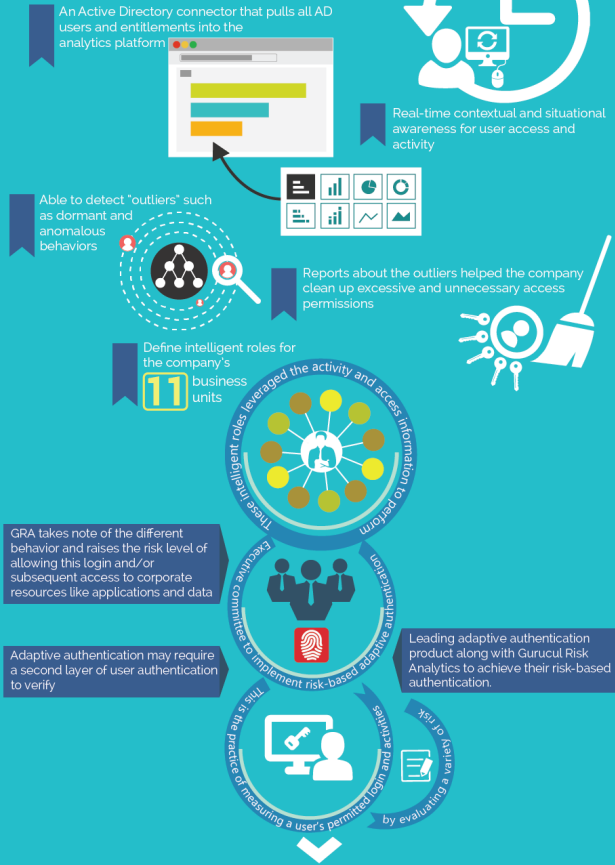 An Active Directory connector that pulls all AD
users and entitlements into the
analytics platform
Real-time contextual and situational
awareness for user access and
activity
Able to detect "outliers" such
as dormant and
anomalous
behaviors
Reports about the outliers helped the company
clean up excessive and unnecessary access
permissions
Define intelligent roles for
the company's
11 business
units
These intelligent roles leveraged the activity and access information to perform
GRA takes note of the different
behavior and raises the risk level of
allowing this login and/or
subsequent access to corporate
resources like applications and data
Executive committee to implement risk-based adaptive authentication
Adaptive authentication may require
a second layer of user authentication
to verify
Leading adaptive authentication
product along with Gurucul Risk
Analytics to achieve their risk-based
authentication.
This is the practice of measuring a user's permitted login and activities
by evaluating a variety of risk